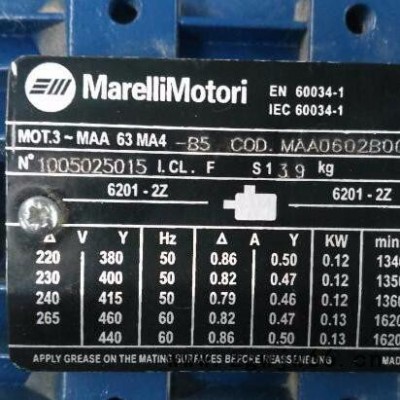 MarelliMotori
EN 60034-1
IEC 60034-1
MOT.3~ MAA 63 MA4 -B5 COD. MAA0602B00
N° 1005025015 I.CL. F S1 3,9 kg
6201-2Z 6201-2Z
Δ V Y Hz Δ A Y KW min
220 380 50 0.86 0.50 0.12 1340
230 400 50 0.82 0.47 0.12 1350
240 415 50 0.79 0.46 0.12 1360
265 460 60 0.82 0.47 0.13 1620
440 60 0.86 0.50 0.13 1620
APPLY GREASE ON THE MATING SURFACES BEFORE REASSEMBLING MAD